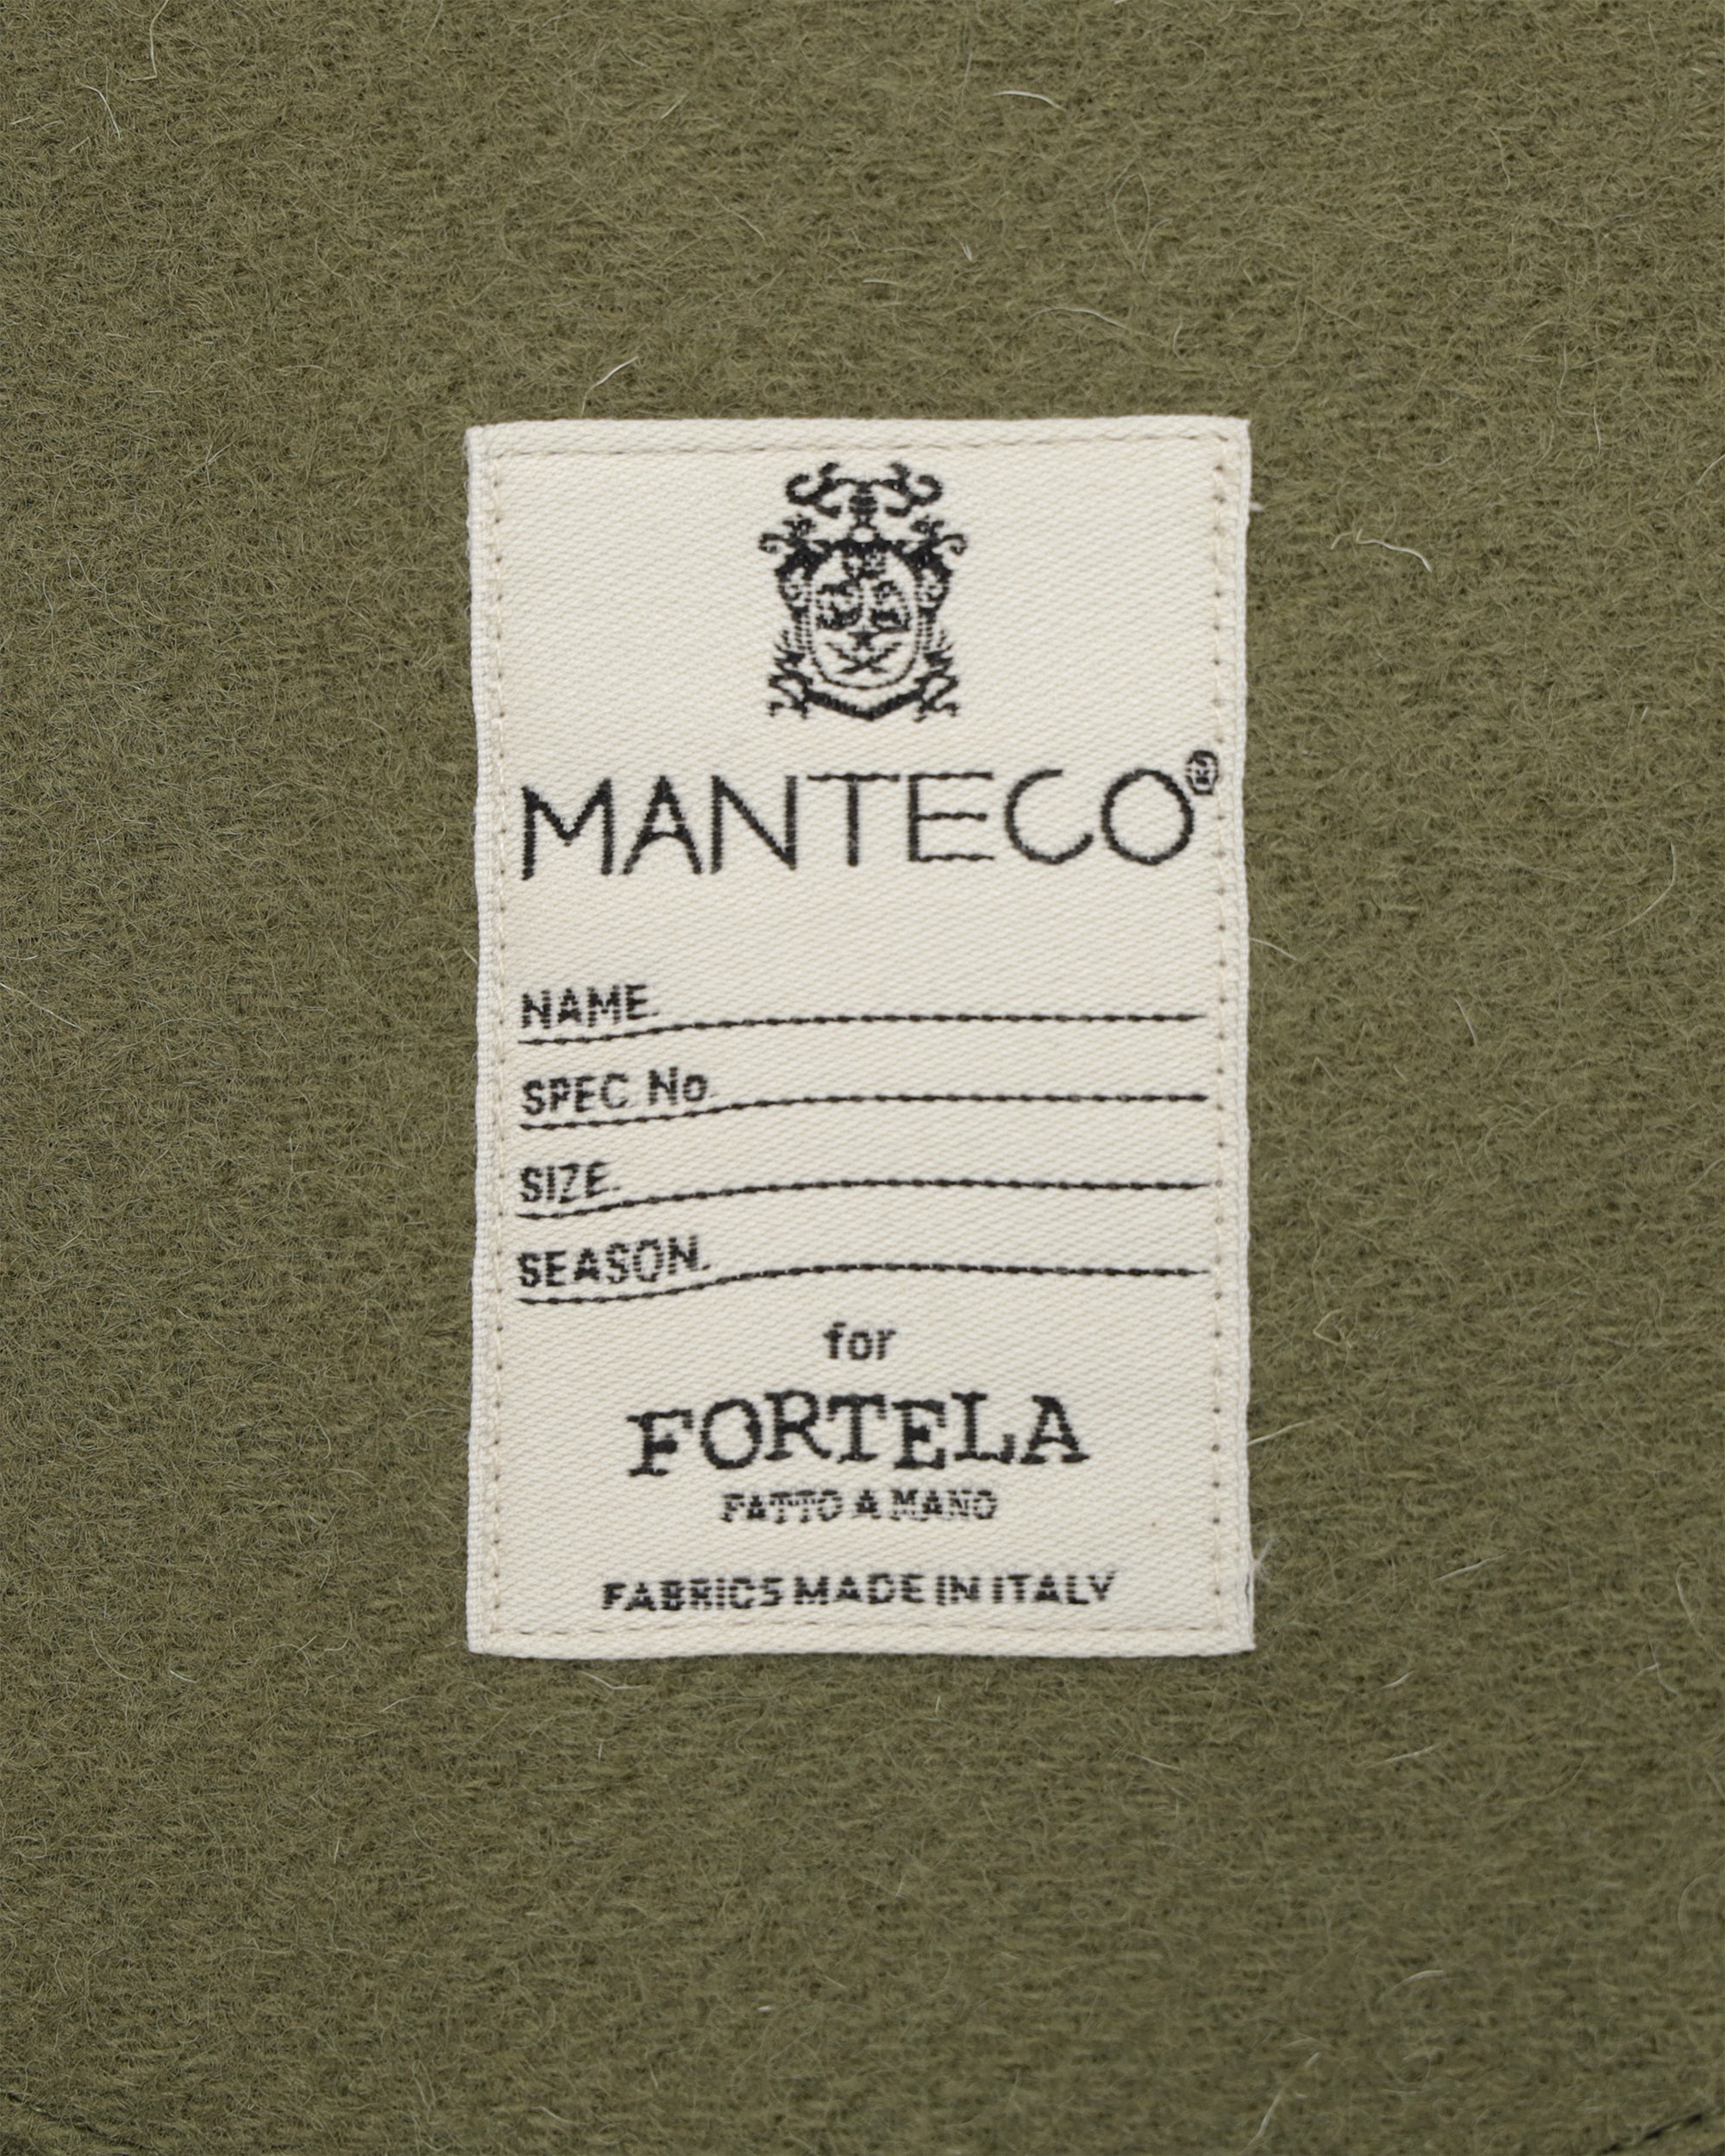 MANTECO®
NAME.
SPEC No.
SIZE.
SEASON.
for
FORTELA
FATTO A MANO
FABRICS MADE IN ITALY